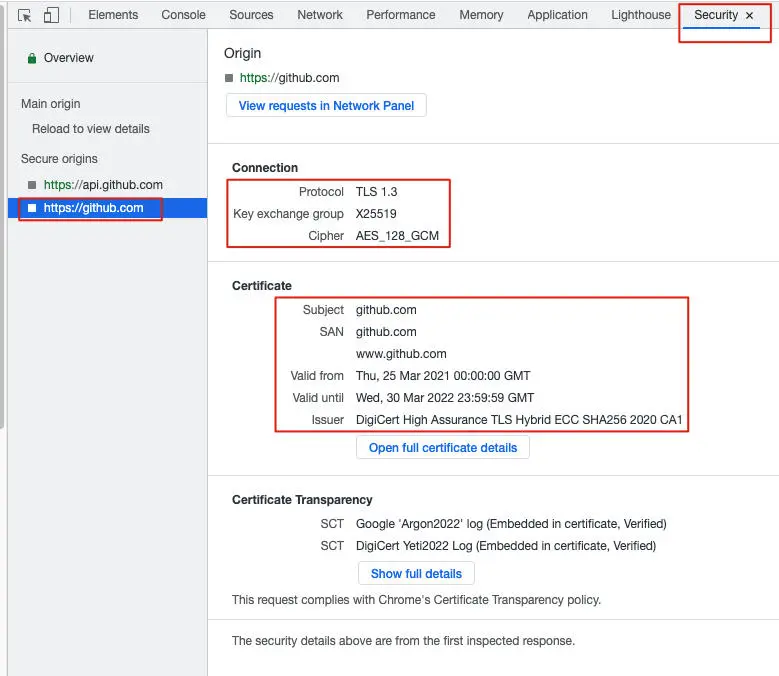 Elements Console Sources Network Performance Memory Application Lighthouse Security ×
Overview
Main origin
Reload to view details
Secure origins
https://api.github.com
https://github.com
Origin
https://github.com
View requests in Network Panel
Connection
Protocol TLS 1.3
Key exchange group X25519
Cipher AES_128_GCM
Certificate
Subject github.com
SAN github.com
www.github.com
Valid from Thu, 25 Mar 2021 00:00:00 GMT
Valid until Wed, 30 Mar 2022 23:59:59 GMT
Issuer DigiCert High Assurance TLS Hybrid ECC SHA256 2020 CA1
Open full certificate details
Certificate Transparency
SCT Google 'Argon2022' log (Embedded in certificate, Verified)
SCT DigiCert Yeti2022 Log (Embedded in certificate, Verified)
Show full details
This request complies with Chrome's Certificate Transparency policy.
The security details above are from the first inspected response.